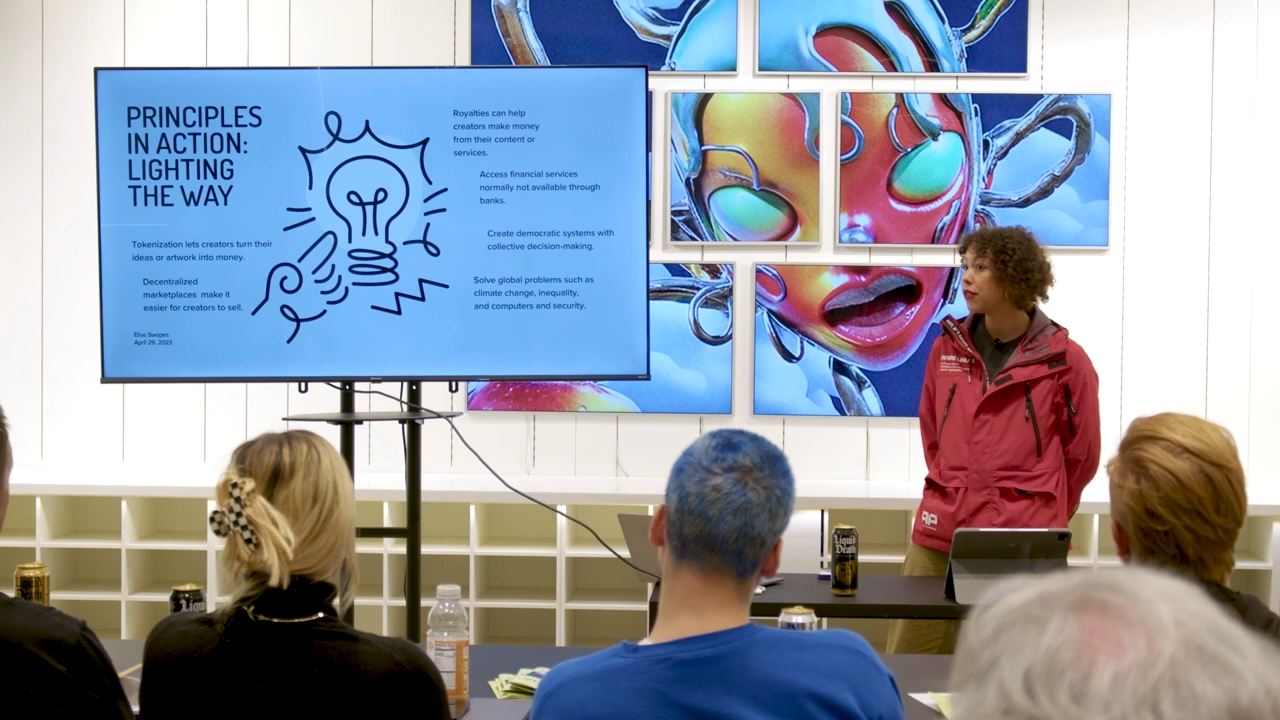 PRINCIPLES
IN ACTION:
LIGHTING
THE WAY
Tokenization lets creators turn their
ideas or artwork into money.
Decentralized
marketplaces make it
easier for creators to sell.
Elise Swopes
April 29, 2023
Royalties can help
creators make money
from their content or
services.
Access financial services
normally not available through
banks.
Create democratic systems with
collective decision-making.
Solve global problems such as
climate change, inequality,
and computers and security.
Liquid
Death
Liquid